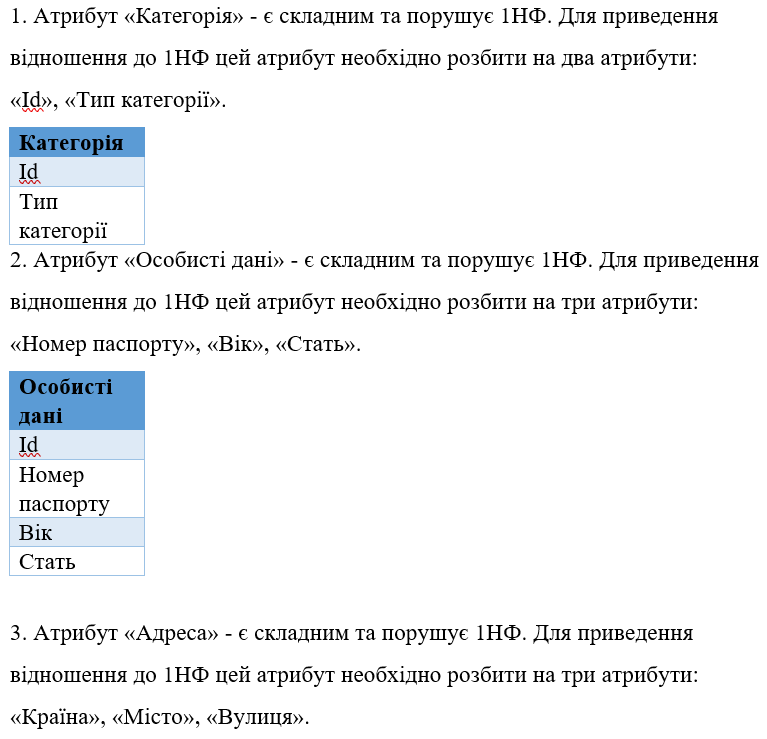 1. Атрибут «Категорія» - є складним та порушує 1НФ. Для приведення
відношення до 1НФ цей атрибут необхідно розбити на два атрибути:
«Id», «Тип категорії».
Категорія
Id
Тип
категорії
2. Атрибут «Особисті дані» - є складним та порушує 1НФ. Для приведення
відношення до 1НФ цей атрибут необхідно розбити на три атрибути:
«Номер паспорту», «Вік», «Стать».
Особисті
дані
Id
Номер
паспорту
Вік
Стать
3. Атрибут «Адреса» - є складним та порушує 1НФ. Для приведення
відношення до 1НФ цей атрибут необхідно розбити на три атрибути:
«Країна», «Місто», «Вулиця».